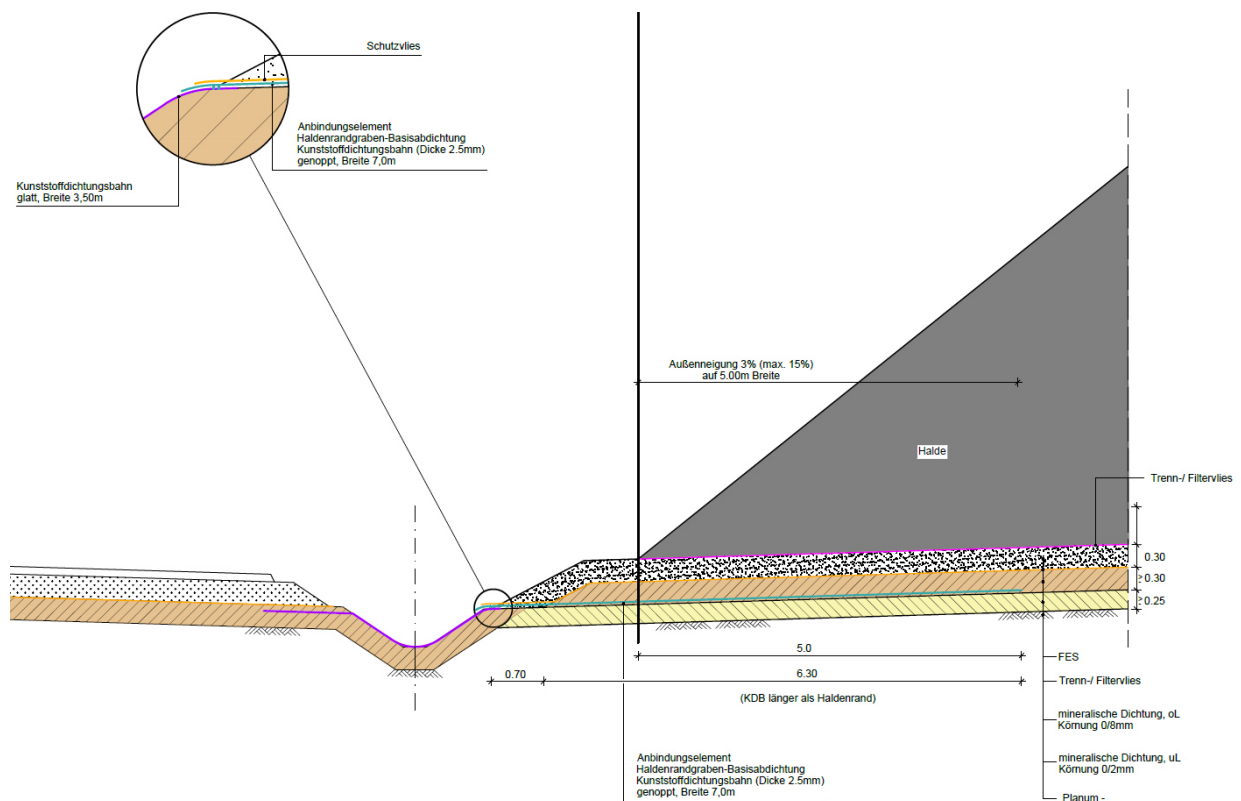 Schutzvlies
Anbindungselement
Haldenrandgraben-Basisabdichtung
Kunststoffdichtungsbahn (Dicke 2.5mm)
genoppt, Breite 7,0m
Kunststoffdichtungsbahn
glatt, Breite 3,50m
Außenneigung 3% (max. 15%)
auf 5.00m Breite
Halde
Trenn-/ Filtervlies
0.30
≥0.30
≥0.25
5.0
0.70
6.30
(KDB länger als Haldenrand)
FES
Trenn-/ Filtervlies
mineralische Dichtung, oL
Körnung 0/8mm
mineralische Dichtung, uL
Körnung 0/2mm
Planum -
Anbindungselement
Haldenrandgraben-Basisabdichtung
Kunststoffdichtungsbahn (Dicke 2.5mm)
genoppt, Breite 7,0m